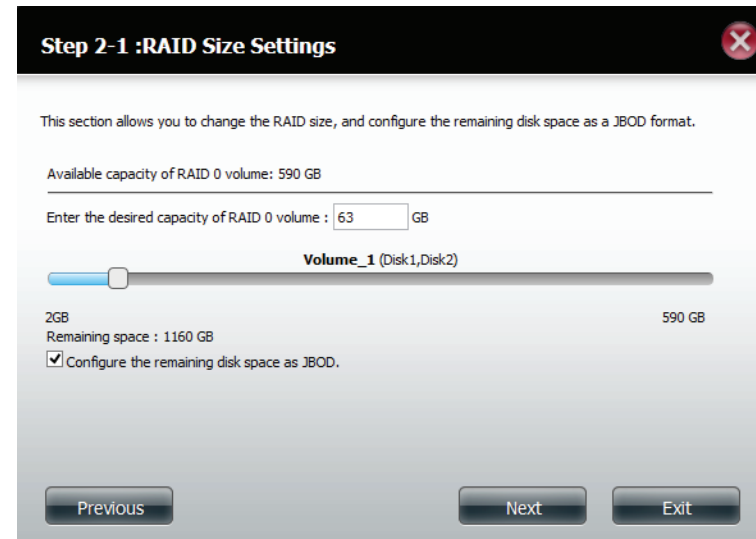 Step 2-1 :RAID Size Settings
This section allows you to change the RAID size, and configure the remaining disk space as a JBOD format.
Available capacity of RAID 0 volume: 590 GB
Enter the desired capacity of RAID 0 volume : 63 GB
Volume_1 (Disk1,Disk2)
2GB 590 GB
Remaining space : 1160 GB
Configure the remaining disk space as JBOD.
Previous Next Exit